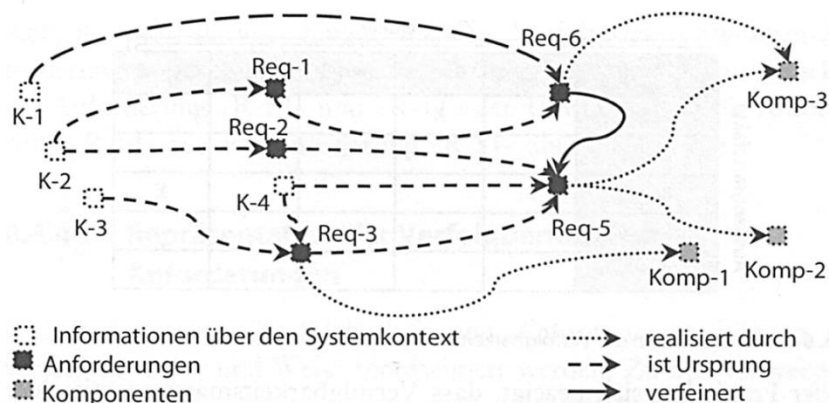 Req-6
Req-1
K-1
Komp-3
Req-2
K-2
K-3
K-4
Req-3
Req-5
Komp-1
Komp-2
Informationen über den Systemkontext
realisiert durch
Anforderungen
ist Ursprung
Komponenten
verfeinert